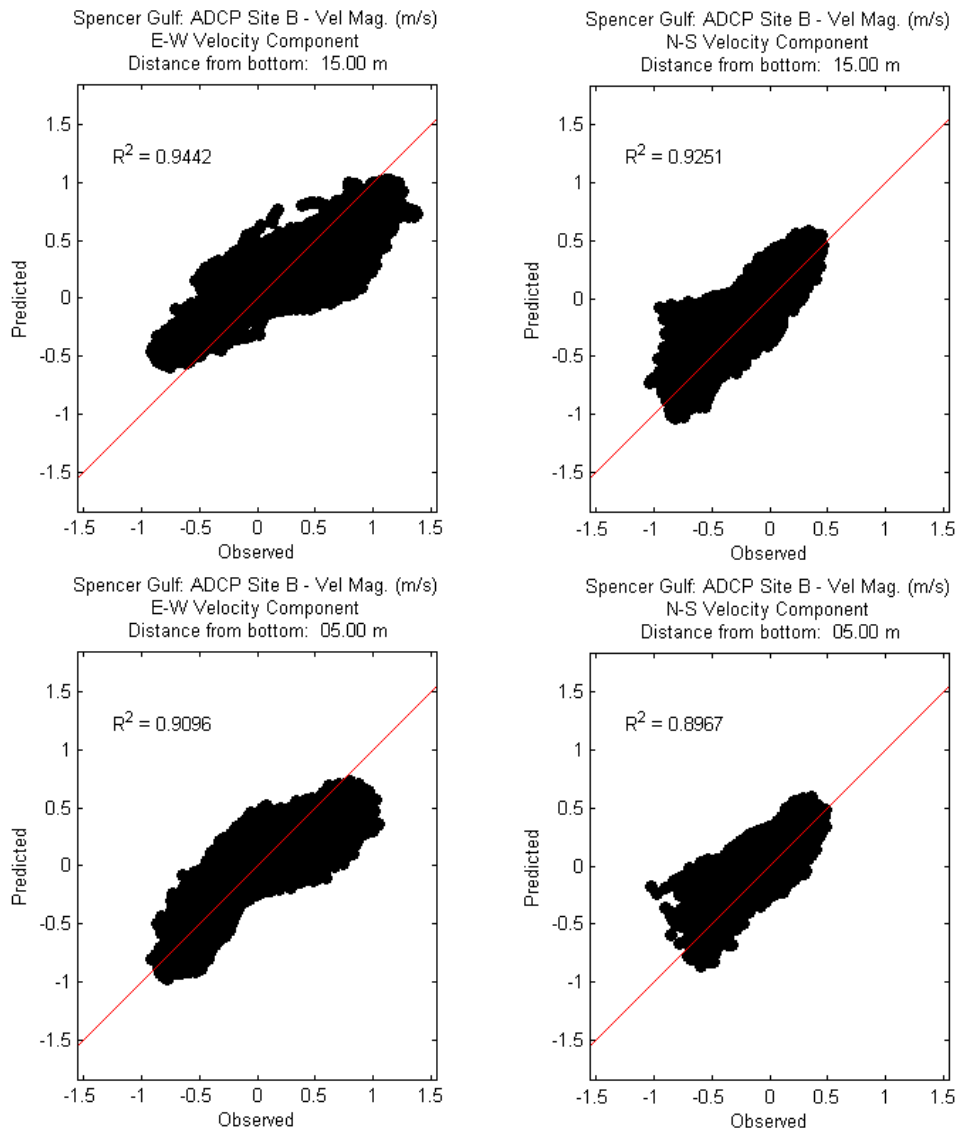 Spencer Gulf: ADCP Site B - Vel Mag. (m/s)
E-W Velocity Component
Distance from bottom: 15.00 m
1.5
1
0.5
0
-0.5
-1
-1.5
Predicted
R² = 0.9442
-1.5 -1 -0.5 0 0.5 1 1.5
Observed
Spencer Gulf: ADCP Site B - Vel Mag. (m/s)
N-S Velocity Component
Distance from bottom: 15.00 m
1.5
1
0.5
0
-0.5
-1
-1.5
Predicted
R² = 0.9251
-1.5 -1 -0.5 0 0.5 1 1.5
Observed
Spencer Gulf: ADCP Site B - Vel Mag. (m/s)
E-W Velocity Component
Distance from bottom: 05.00 m
1.5
1
0.5
0
-0.5
-1
-1.5
Predicted
R² = 0.9096
-1.5 -1 -0.5 0 0.5 1 1.5
Observed
Spencer Gulf: ADCP Site B - Vel Mag. (m/s)
N-S Velocity Component
Distance from bottom: 05.00 m
1.5
1
0.5
0
-0.5
-1
-1.5
Predicted
R² = 0.8967
-1.5 -1 -0.5 0 0.5 1 1.5
Observed